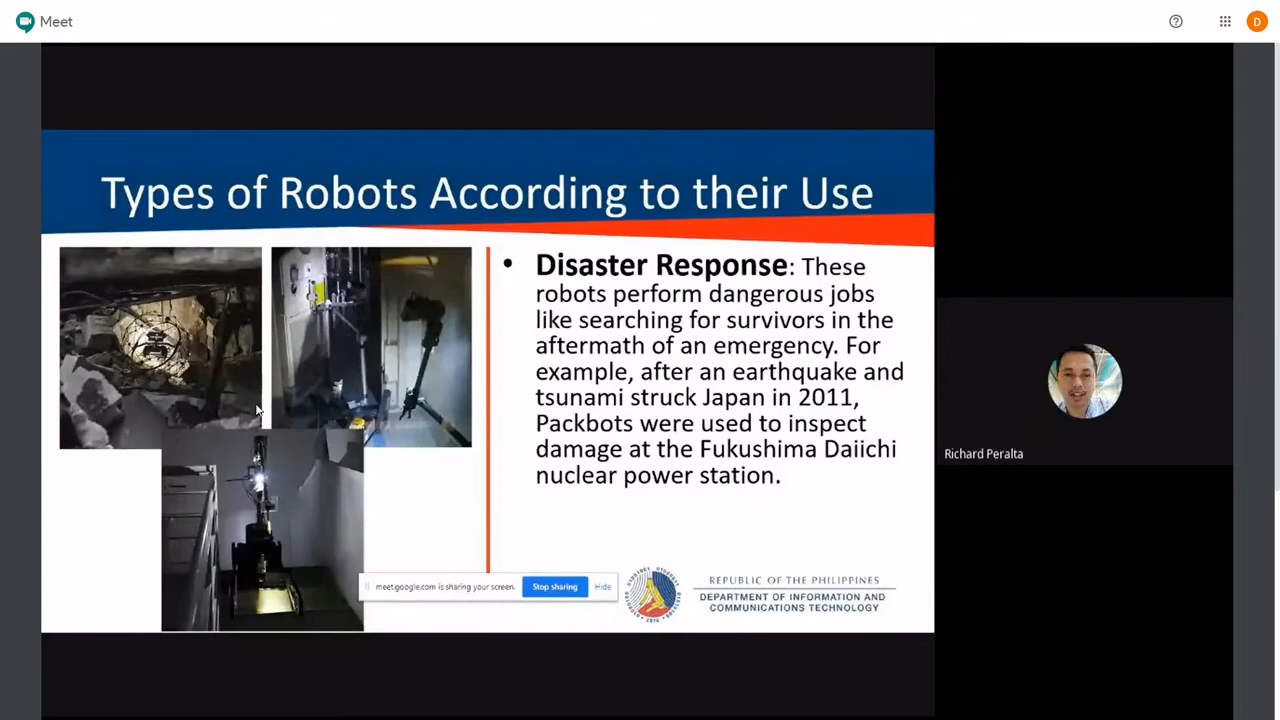 Meet
D
Types of Robots According to their Use
• Disaster Response: These
robots perform dangerous jobs
like searching for survivors in the
aftermath of an emergency. For
example, after an earthquake and
tsunami struck Japan in 2011,
Packbots were used to inspect
damage at the Fukushima Daiichi
nuclear power station.
Richard Peralta
meet.google.com is sharing your screen.
Stop sharing
Hide
REPUBLIC OF THE PHILIPPINES
DEPARTMENT OF INFORMATION AND
COMMUNICATIONS TECHNOLOGY
2016